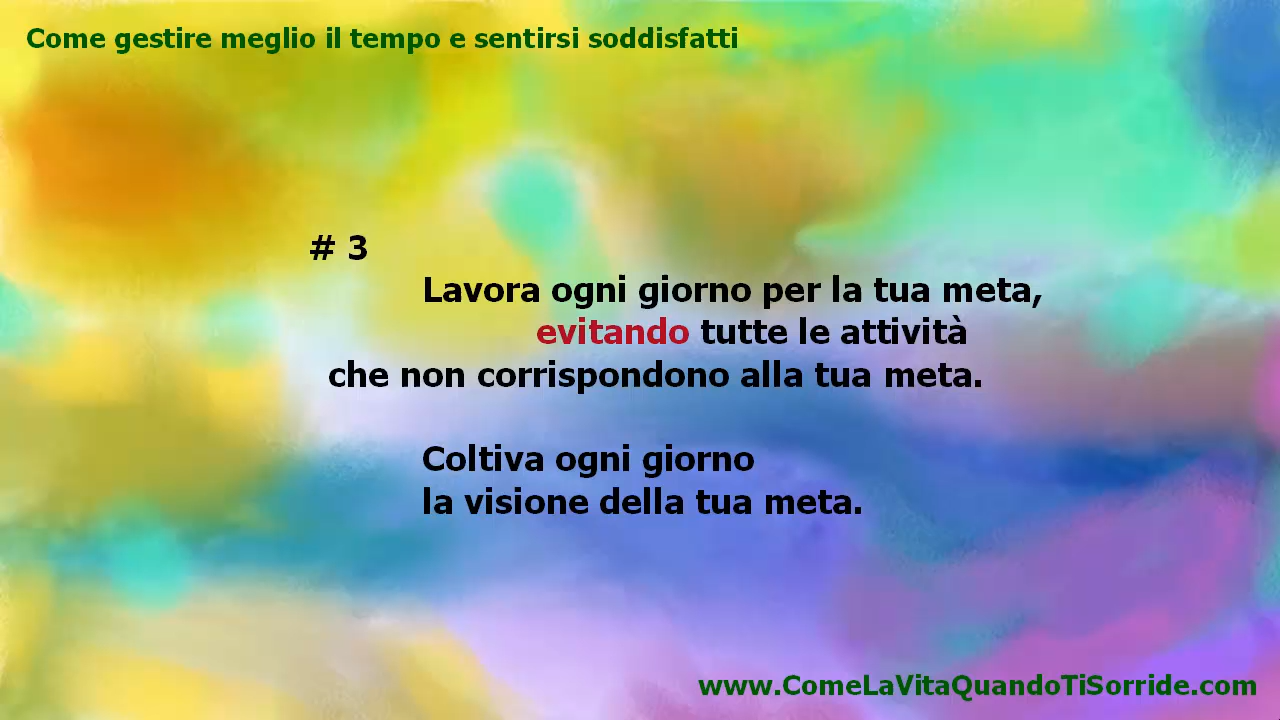 Come gestire meglio il tempo e sentirsi soddisfatti
# 3
Lavora ogni giorno per la tua meta,
evitando tutte le attività
che non corrispondono alla tua meta.
Coltiva ogni giorno
la visione della tua meta.
www.ComeLaVitaQuandoTiSorride.com